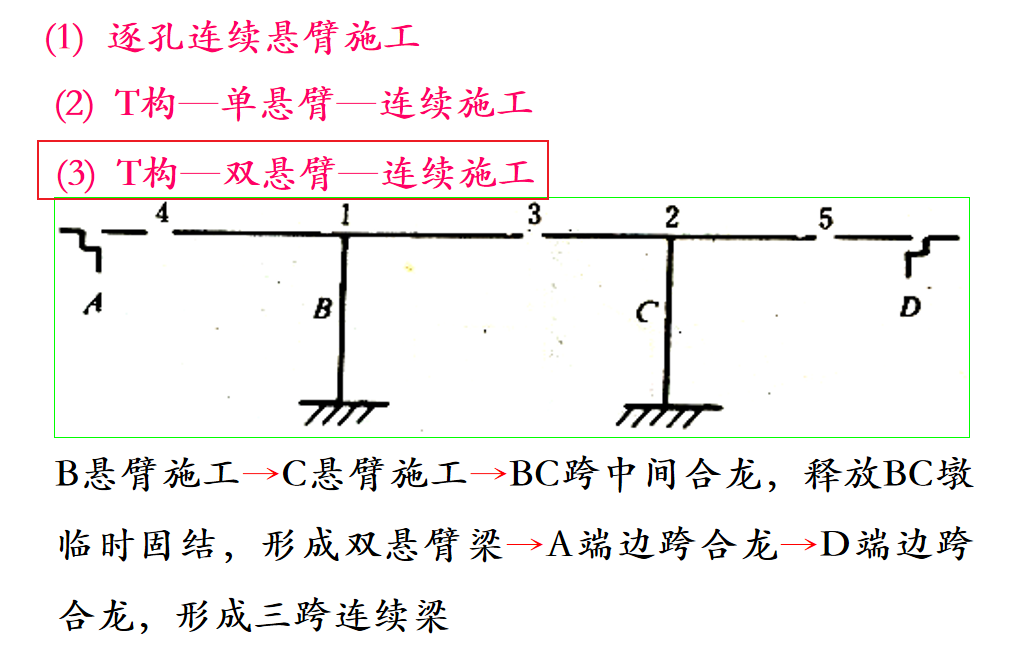 (1) 逐孔连续悬臂施工
(2) T构—单悬臂—连续施工
(3) T构—双悬臂—连续施工
4 1 3 2 5
A B C D
B悬臂施工→C悬臂施工→BC跨中间合龙，释放BC墩
临时固结，形成双悬臂梁→A端边跨合龙→D端边跨
合龙，形成三跨连续梁